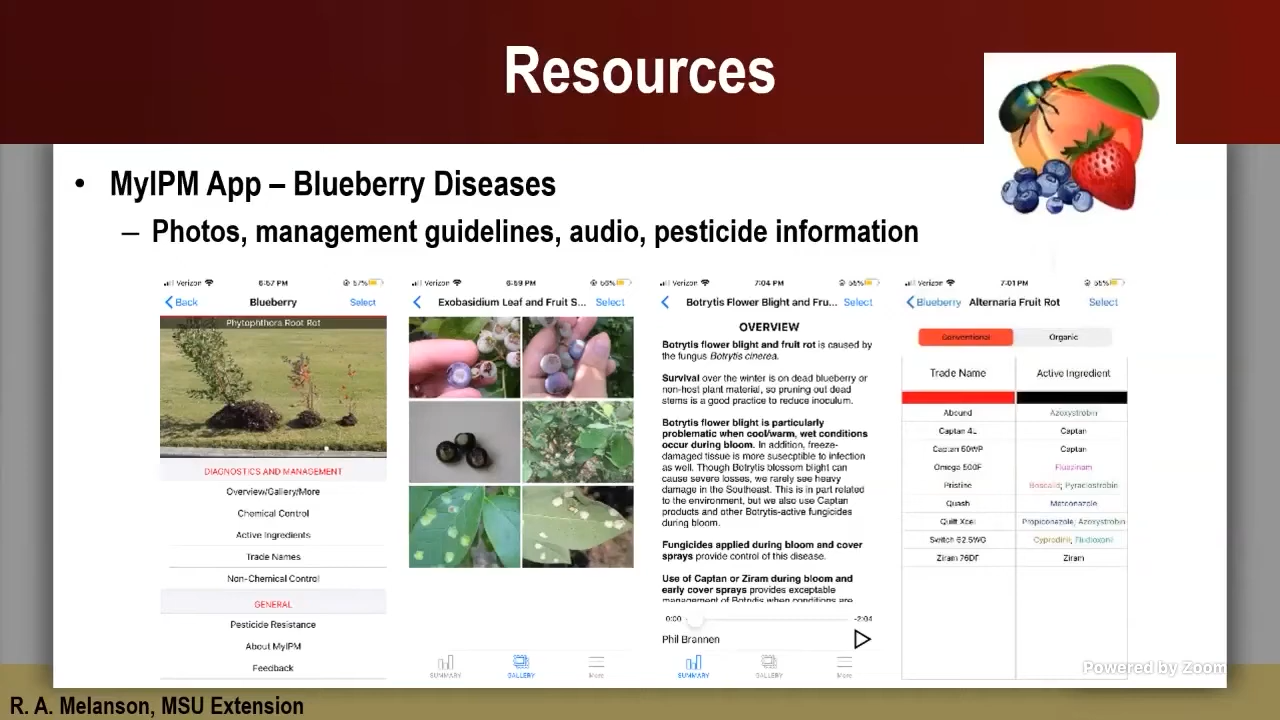 Resources
• MyIPM App – Blueberry Diseases
– Photos, management guidelines, audio, pesticide information
Verizon 6:57 PM 57%
Back Blueberry Select
Phytophthora Root Rot
DIAGNOSTICS AND MANAGEMENT
Overview/Gallery/More
Chemical Control
Active Ingredients
Trade Names
Non-Chemical Control
GENERAL
Pesticide Resistance
About MyIPM
Feedback
Verizon 6:59 PM 56%
Exobasidium Leaf and Fruit S... Select
SUMMARY GALLERY More
Verizon 7:04 PM 55%
Botrytis Flower Blight and Fru... Select
OVERVIEW
Botrytis flower blight and fruit rot is caused by
the fungus Botrytis cinerea.
Survival over the winter is on dead blueberry or
non-host plant material, so pruning out dead
stems is a good practice to reduce inoculum.
Botrytis flower blight is particularly
problematic when cool/warm, wet conditions
occur during bloom. In addition, freeze-
damaged tissue is more susceptible to infection
as well. Though Botrytis blossom blight can
cause severe losses, we rarely see heavy
damage in the Southeast. This is in part related
to the environment, but we also use Captan
products and other Botrytis-active fungicides
during bloom.
Fungicides applied during bloom and cover
sprays provide control of this disease.
Use of Captan or Ziram during bloom and
early cover sprays provides exceptable
management of Botrytis when conditions are
0:00 -2:04
Phil Brannen
SUMMARY GALLERY More
Verizon 7:01 PM 55%
Blueberry Alternaria Fruit Rot Select
Conventional Organic
Trade Name Active Ingredient
Abound Azoxystrobin
Captan 4L Captan
Captan 50WP Captan
Omega 500F Fluazinam
Pristine Boscalid; Pyraclostrobin
Quash Metconazole
Quilt Xcel Propiconazole; Azoxystrobin
Switch 62.5WG Cyprodinil; Fludioxonil
Ziram 76DF Ziram
Powered by Zoom
R. A. Melanson, MSU Extension